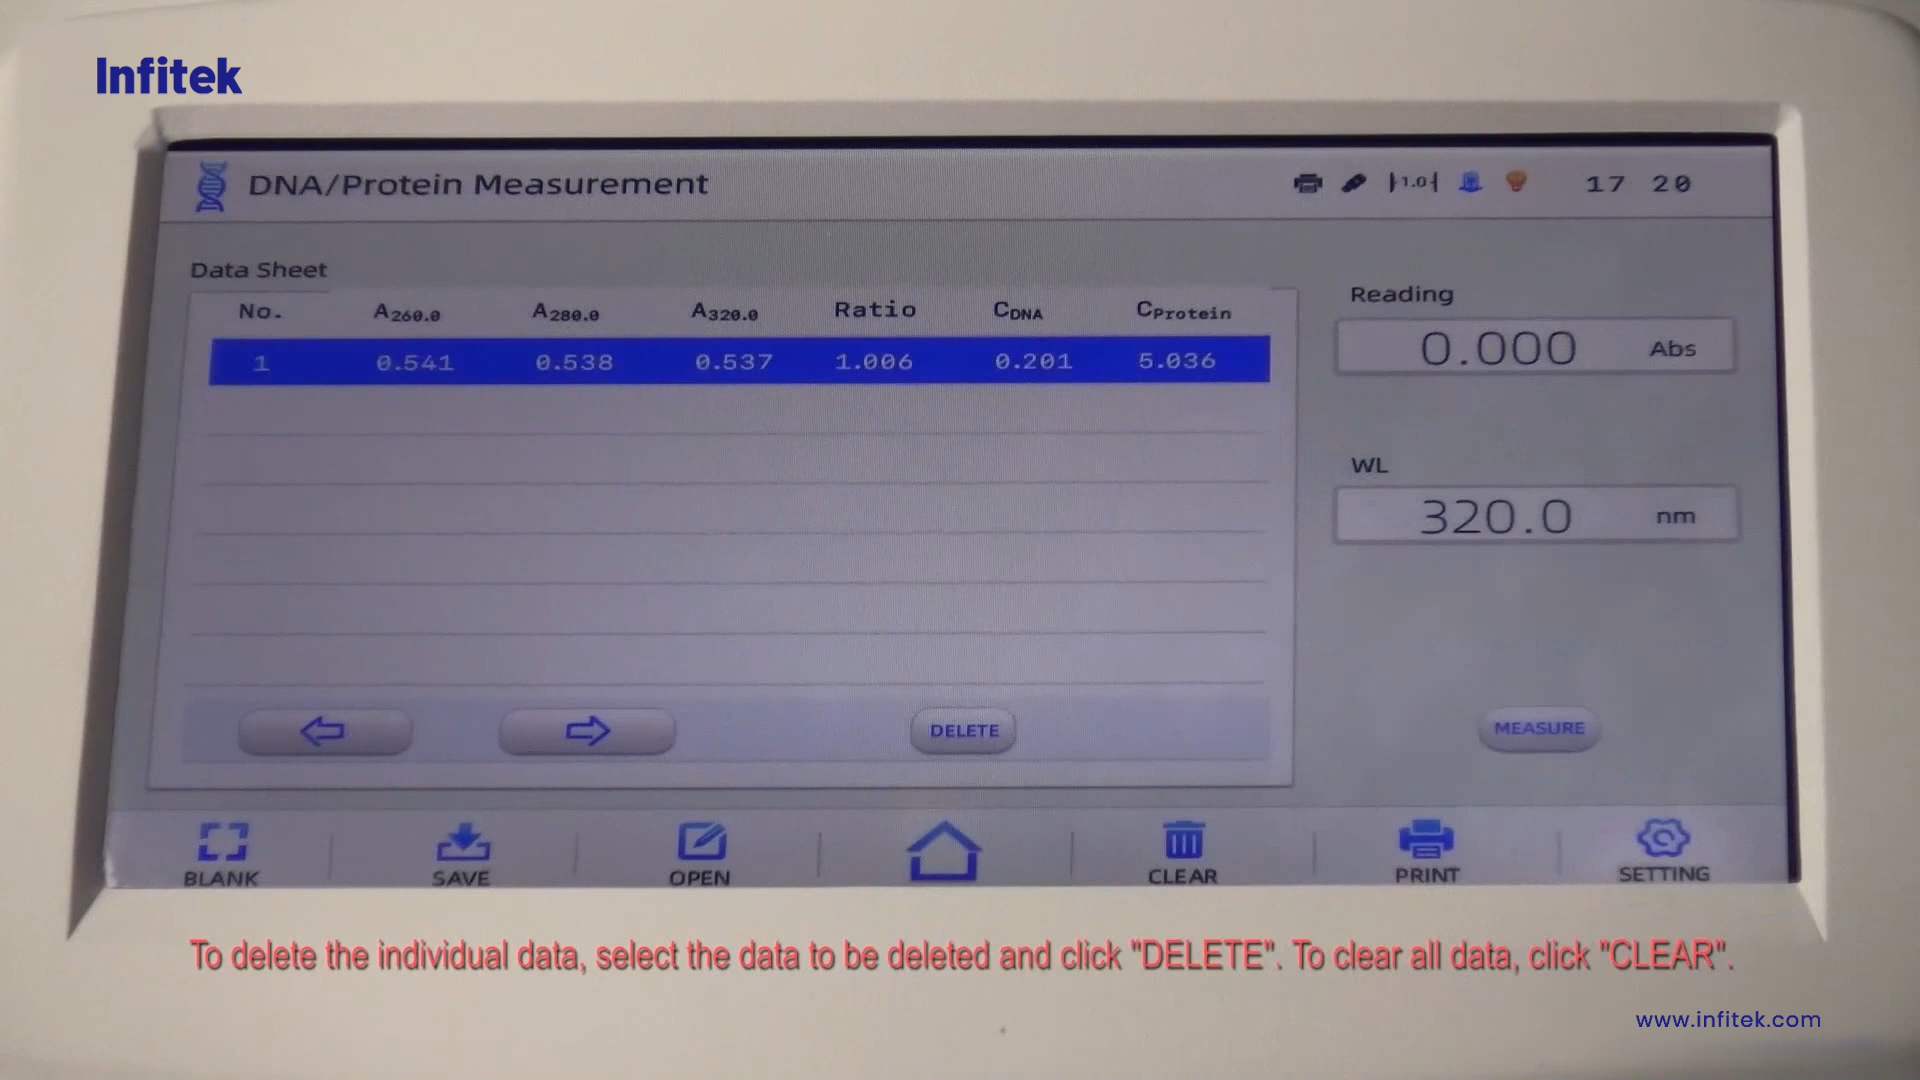 Infitek
DNA/Protein Measurement
1.0
17 20
Data Sheet
No. A260.0 A280.0 A320.0 Ratio CDNA CProtein
1 0.541 0.538 0.537 1.006 0.201 5.036
Reading
0.000 Abs
WL
320.0 nm
DELETE
MEASURE
BLANK SAVE OPEN CLEAR PRINT SETTING
To delete the individual data, select the data to be deleted and click "DELETE". To clear all data, click "CLEAR".
www.infitek.com